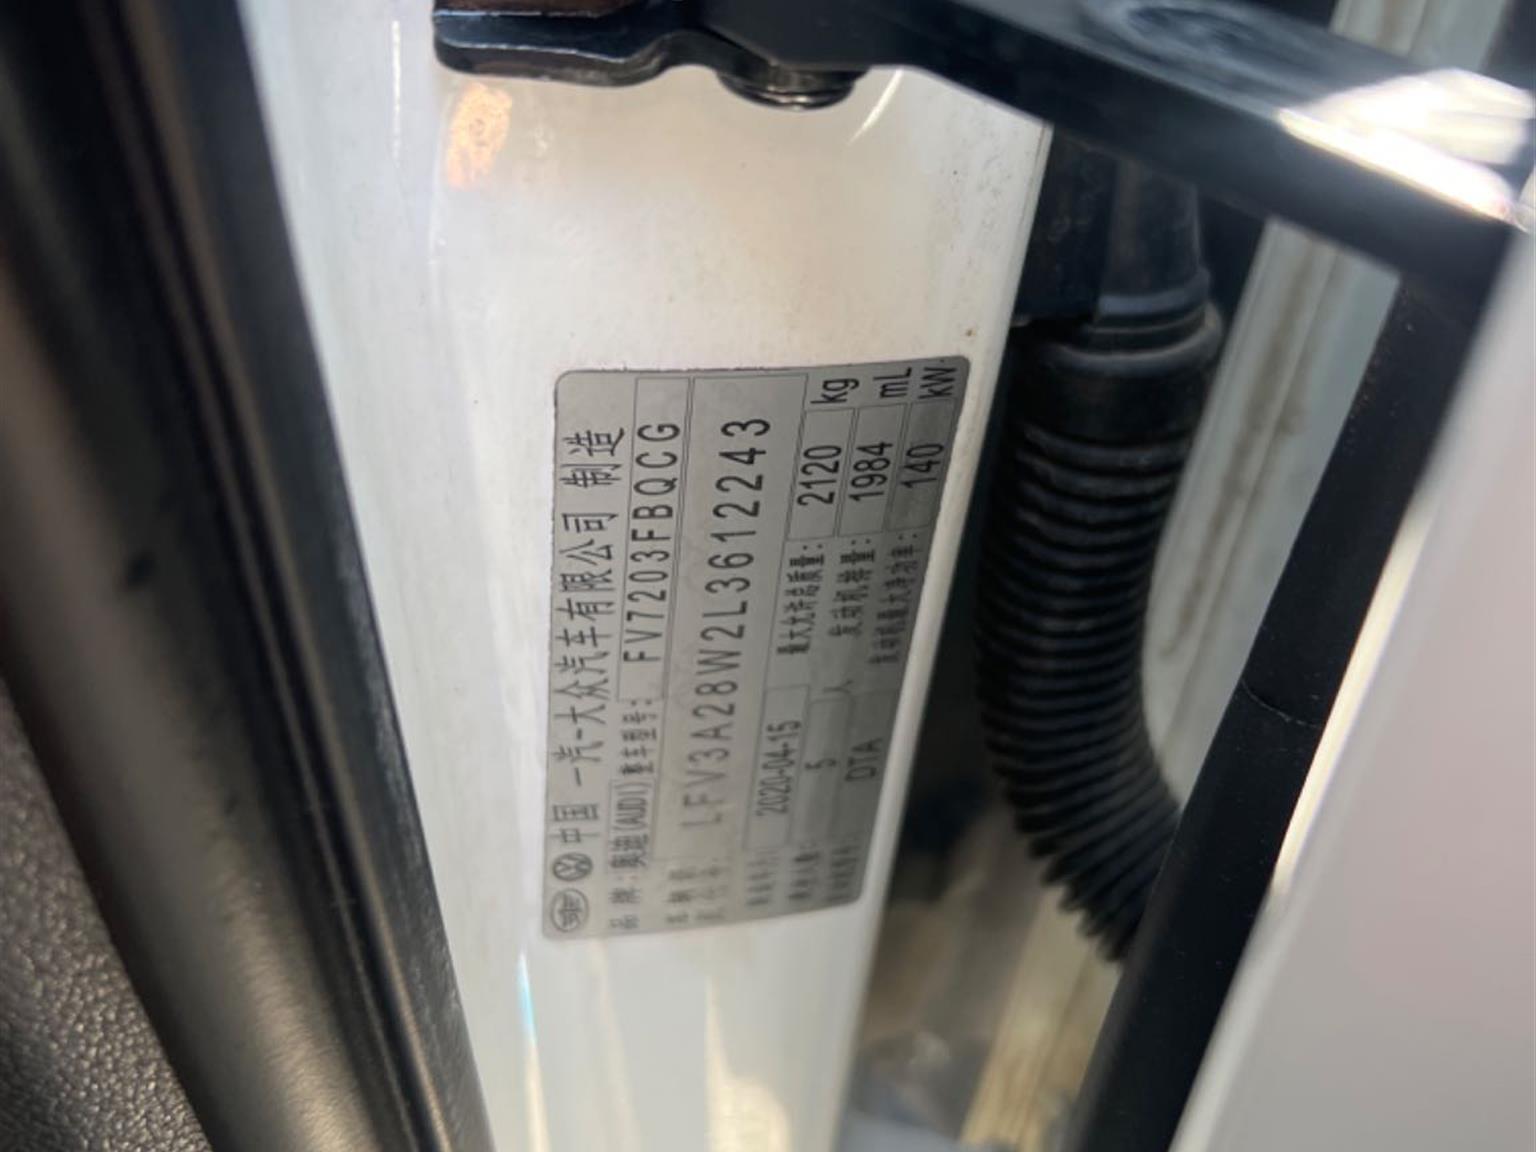 中国 一汽-大众汽车有限公司 制造
品牌: 奥迪(AUDI) 整车型号: FV7203FBQCG
LFV3A28W2L3612243
2020-04-15 最大允许总质量: 2120 kg
5 人 发动机排量: 1984 mL
DTA 发动机最大净功率: 140 kW